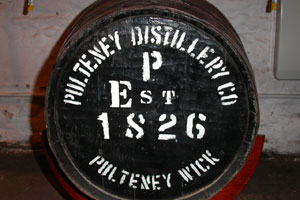 PULTENEY DISTILLERY CO
P
EST
1826
PULTENEY WICK